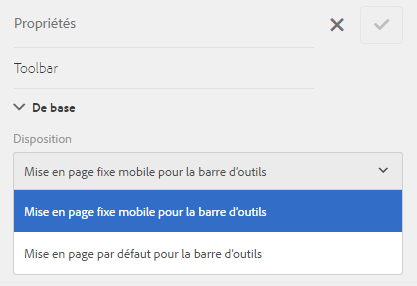 Propriétés
Toolbar
De base
Disposition
Mise en page fixe mobile pour la barre d'outils
Mise en page fixe mobile pour la barre d'outils
Mise en page par défaut pour la barre d'outils